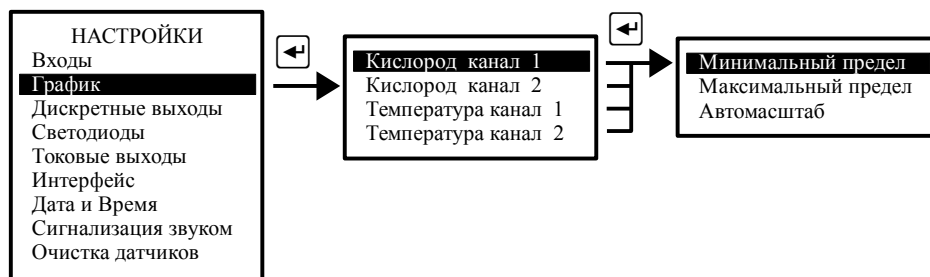 НАСТРОЙКИ
Входы
График
Дискретные выходы
Светодиоды
Токовые выходы
Интерфейс
Дата и Время
Сигнализация звуком
Очистка датчиков
Кислород канал 1
Кислород канал 2
Температура канал 1
Температура канал 2
Минимальный предел
Максимальный предел
Автомасштаб